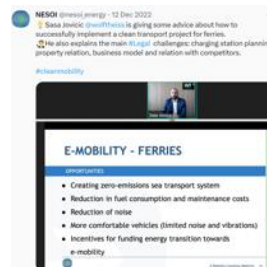 NESOI @nesoi_energy · 12 Dec 2022
Sasa Jovicic @wolftheiss is giving some advice about how to
successfully implement a clean transport project for ferries.
He also explains the main #Legal challenges: charging station plannin
property relation, business model and relation with competitors.
#cleanmobility
E-MOBILITY - FERRIES
OPPORTUNITIES
• Creating zero-emissions sea transport system
• Reduction in fuel consumption and maintenance costs
• Reduction of noise
• More comfortable vehicles (limited noise and vibrations)
• Incentives for funding energy transition towards
e-mobility